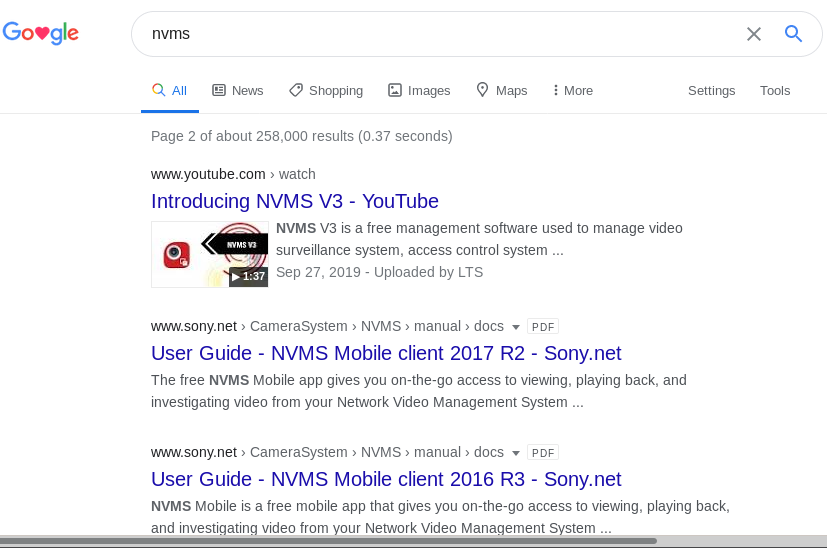 Google
nvms
All News Shopping Images Maps More Settings Tools
Page 2 of about 258,000 results (0.37 seconds)
www.youtube.com › watch
Introducing NVMS V3 - YouTube
NVMS V3
1:37
NVMS V3 is a free management software used to manage video
surveillance system, access control system ...
Sep 27, 2019 - Uploaded by LTS
www.sony.net › CameraSystem › NVMS › manual › docs PDF
User Guide - NVMS Mobile client 2017 R2 - Sony.net
The free NVMS Mobile app gives you on-the-go access to viewing, playing back, and
investigating video from your Network Video Management System ...
www.sony.net › CameraSystem › NVMS › manual › docs PDF
User Guide - NVMS Mobile client 2016 R3 - Sony.net
NVMS Mobile is a free mobile app that gives you on-the-go access to viewing, playing back,
and investigating video from your Network Video Management System ...